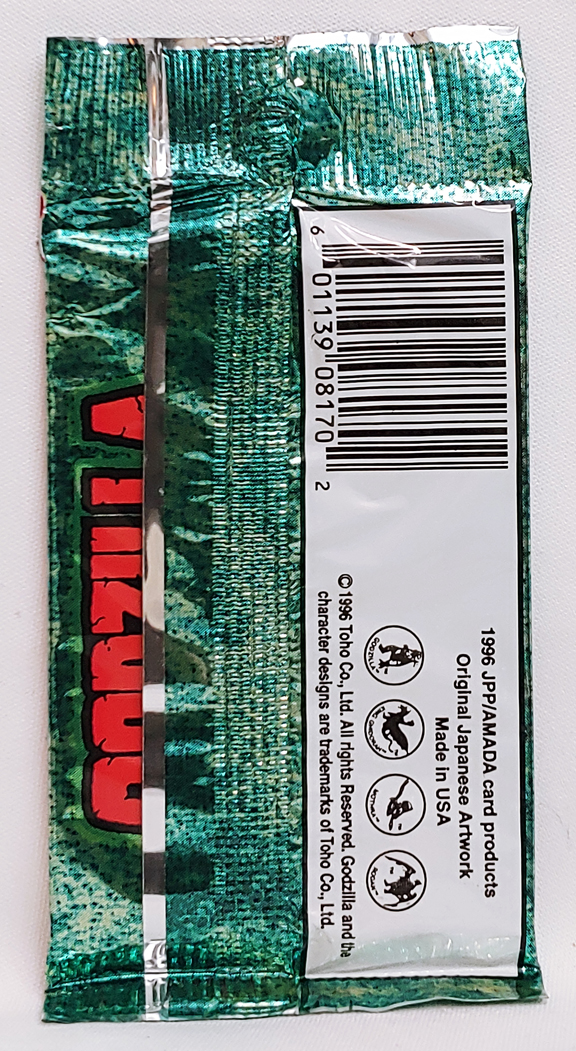 GODZILLA
6 01139 08170 2
1996 JPP/AMADA card products
Original Japanese Artwork
Made in USA
GODZILLA
©1996 Toho Co., Ltd. All rights Reserved. Godzilla and the
character designs are trademarks of Toho Co., Ltd.